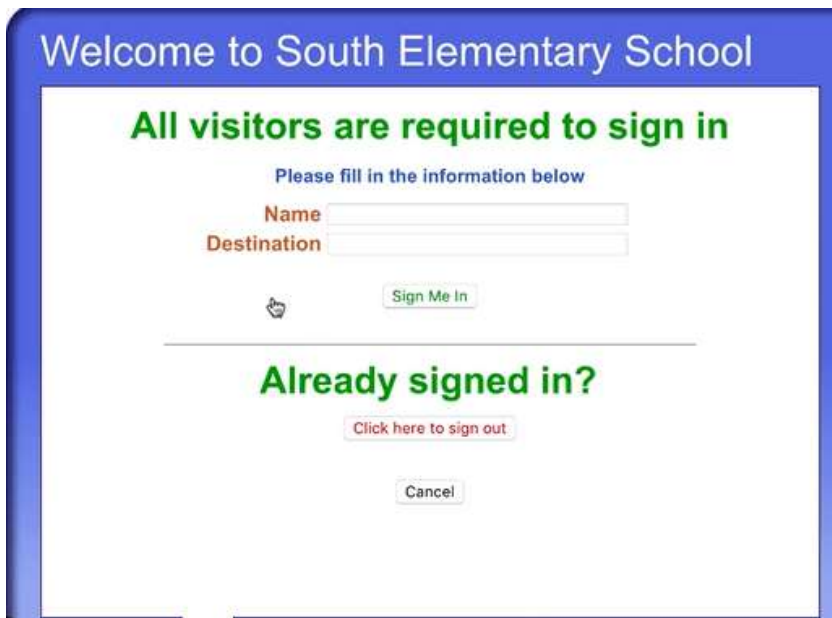 Welcome to South Elementary School
All visitors are required to sign in
Please fill in the information below
Name
Destination
Sign Me In
Already signed in?
Click here to sign out
Cancel